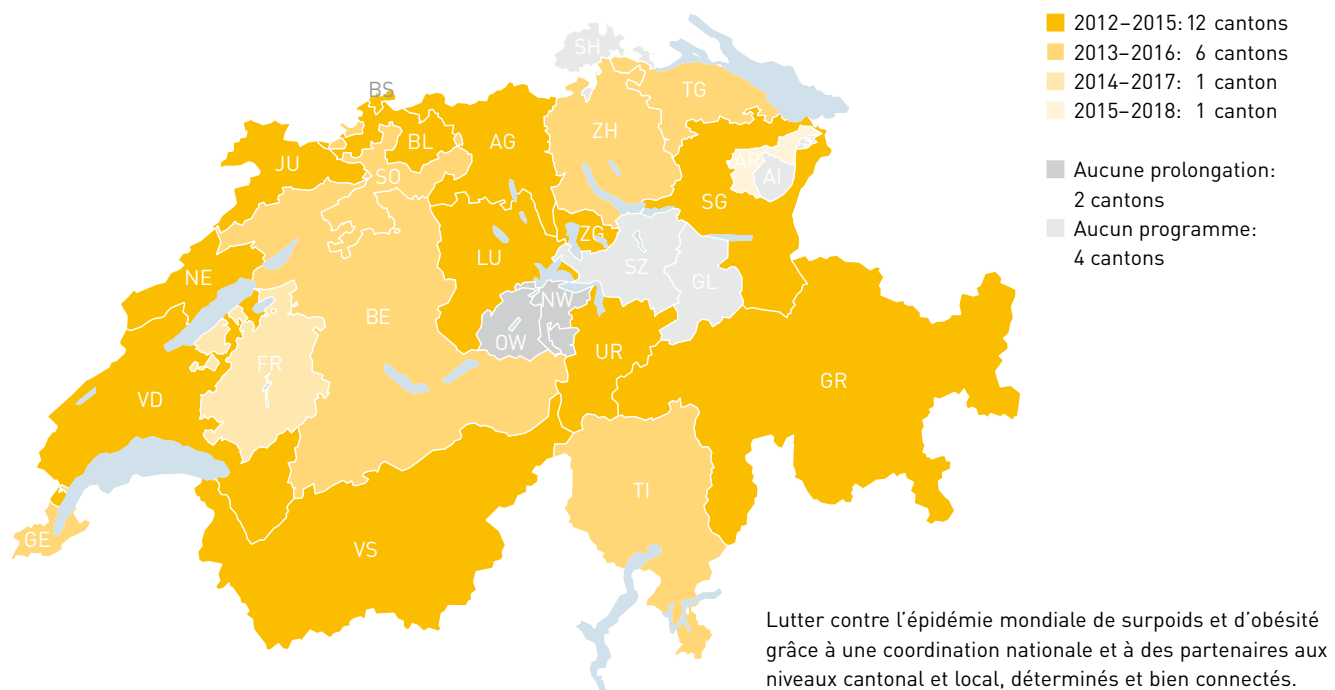 2012–2015: 12 cantons
2013–2016: 6 cantons
2014–2017: 1 canton
2015–2018: 1 canton
Aucune prolongation:
2 cantons
Aucun programme:
4 cantons
SH
BS
TG
BL
AG
ZH
JU
SO
AR
AI
SG
ZG
LU
NE
SZ
GL
NW
BE
OW
UR
FR
GR
VD
TI
GE
VS
Lutter contre l'épidémie mondiale de surpoids et d'obésité
grâce à une coordination nationale et à des partenaires aux
niveaux cantonal et local, déterminés et bien connectés.